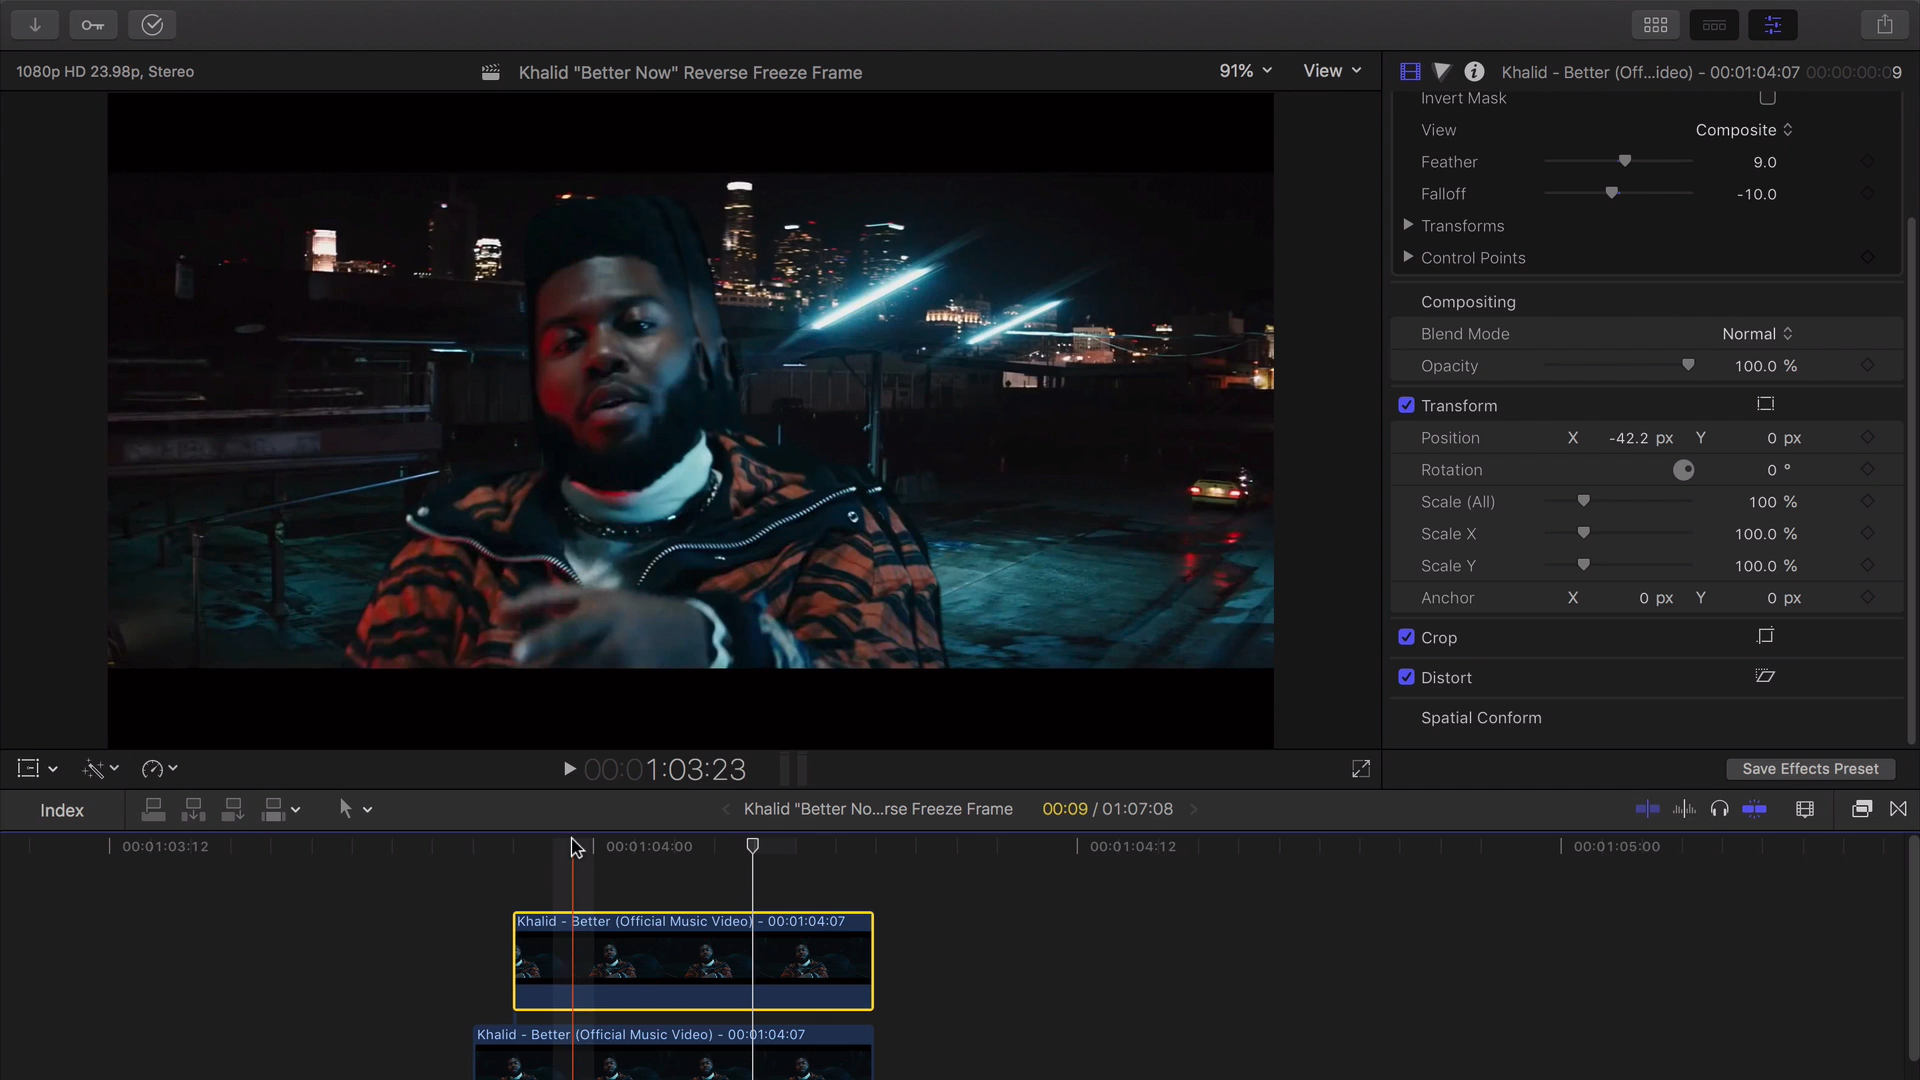 1080p HD 23.98p, Stereo
Khalid "Better Now" Reverse Freeze Frame
91%
View
Khalid - Better (Off...ideo) - 00:01:04:07
00:00:00:09
Invert Mask
View
Composite
Feather
9.0
Falloff
-10.0
Transforms
Control Points
Compositing
Blend Mode
Normal
Opacity
100.0 %
Transform
Position
X -42.2 px Y 0 px
Rotation
0 °
Scale (All)
100 %
Scale X
100.0 %
Scale Y
100.0 %
Anchor
X 0 px Y 0 px
Crop
Distort
Spatial Conform
00:01:03:23
Save Effects Preset
Index
Khalid "Better No...rse Freeze Frame
00:09 / 01:07:08
00:01:03:12
00:01:04:00
00:01:04:12
00:01:05:00
Khalid - Better (Official Music Video) - 00:01:04:07
Khalid - Better (Official Music Video) - 00:01:04:07